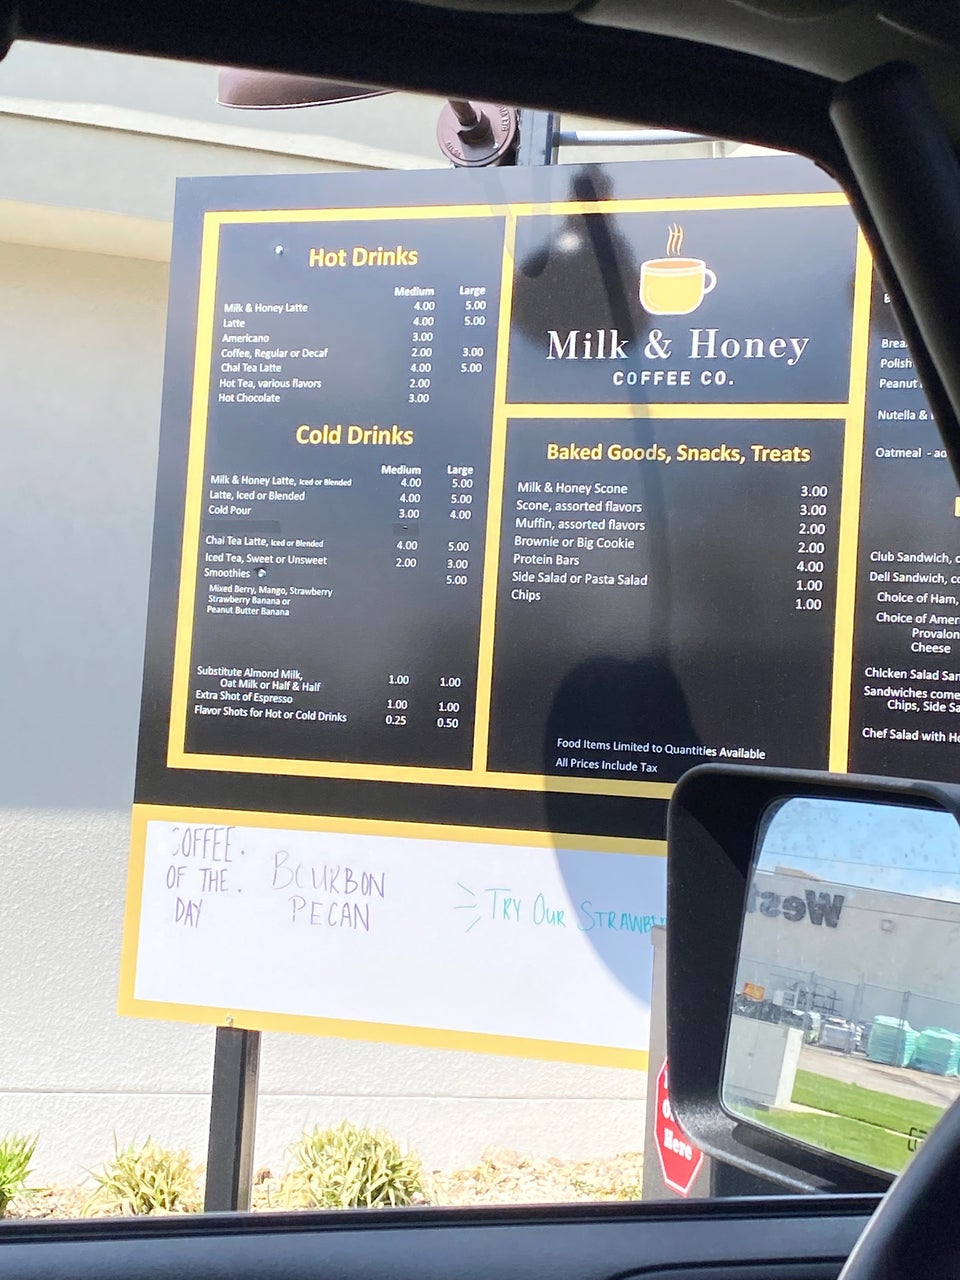 Hot Drinks
Medium Large
Milk & Honey Latte 4.00 5.00
Latte 4.00 5.00
Americano 3.00
Coffee, Regular or Decaf 2.00 3.00
Chai Tea Latte 4.00 5.00
Hot Tea, various flavors 2.00
Hot Chocolate 3.00
Cold Drinks
Medium Large
Milk & Honey Latte, Iced or Blended 4.00 5.00
Latte, Iced or Blended 4.00 5.00
Cold Pour 3.00 4.00
Chai Tea Latte, Iced or Blended 4.00 5.00
Iced Tea, Sweet or Unsweet 2.00 3.00
Smoothies 5.00
Mixed Berry, Mango, Strawberry
Strawberry Banana or
Peanut Butter Banana
Substitute Almond Milk,
Oat Milk or Half & Half 1.00 1.00
Extra Shot of Espresso 1.00 1.00
Flavor Shots for Hot or Cold Drinks 0.25 0.50
Milk & Honey
COFFEE CO.
Baked Goods, Snacks, Treats
Milk & Honey Scone 3.00
Scone, assorted flavors 3.00
Muffin, assorted flavors 2.00
Brownie or Big Cookie 2.00
Protein Bars 4.00
Side Salad or Pasta Salad 1.00
Chips 1.00
Food Items Limited to Quantities Available
All Prices Include Tax
Polish
Peanut
Nutella &
Oatmeal -
Club Sandwich,
Deli Sandwich,
Choice of Ham,
Choice of
Cheese
Chicken Salad
Sandwiches come
Chips, Side
Chef Salad with
COFFEE
OF THE
DAY
BOURBON
PECAN
TRY OUR
Here
West